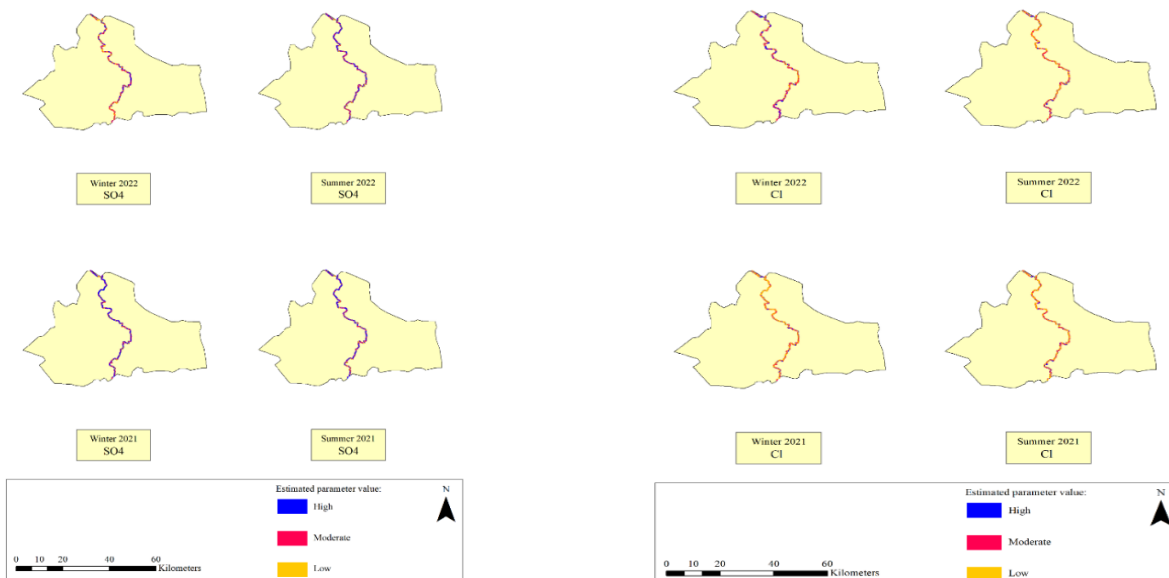 Winter 2022
SO4
Summer 2022
SO4
Winter 2021
SO4
Summer 2021
SO4
Estimated parameter value:
High
Moderate
Low
N
0 10 20 40 60
Kilometers
Winter 2022
Cl
Summer 2022
Cl
Winter 2021
Cl
Summer 2021
Cl
Estimated parameter value:
High
Moderate
Low
N
0 10 20 40 60
Kilometers